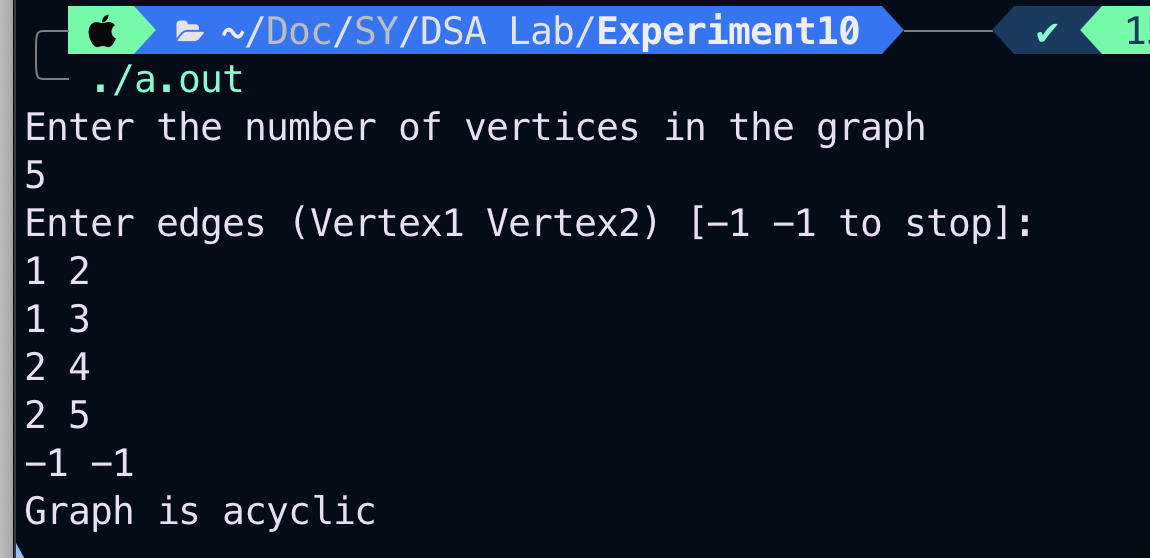 ~/Doc/SY/DSA Lab/Experiment10 ✔
./a.out
Enter the number of vertices in the graph
5
Enter edges (Vertex1 Vertex2) [-1 -1 to stop]:
1 2
1 3
2 4
2 5
-1 -1
Graph is acyclic